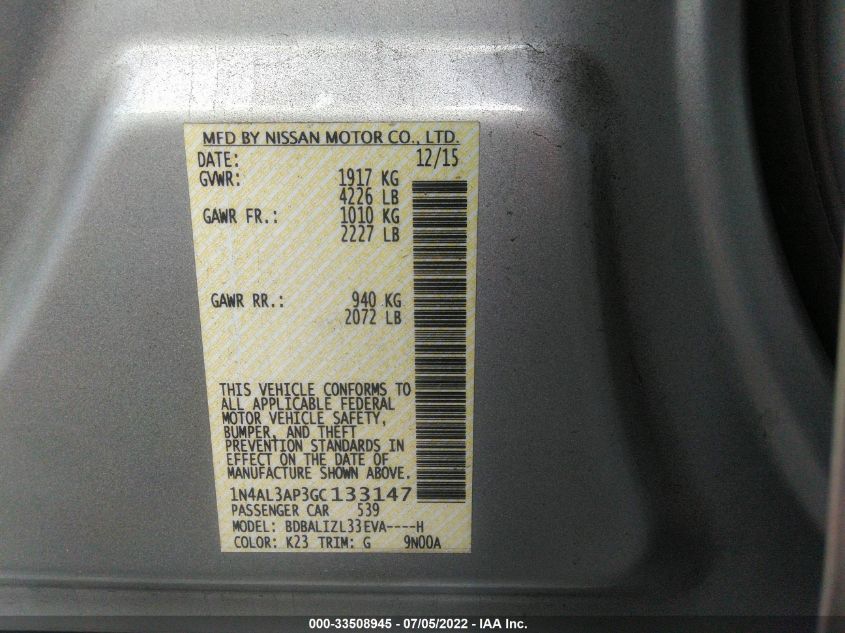 MFD BY NISSAN MOTOR CO., LTD.
DATE: 12/15
GVWR: 1917 KG
4226 LB
GAWR FR.: 1010 KG
2227 LB
GAWR RR.: 940 KG
2072 LB
THIS VEHICLE CONFORMS TO
ALL APPLICABLE FEDERAL
MOTOR VEHICLE SAFETY,
BUMPER, AND THEFT
PREVENTION STANDARDS IN
EFFECT ON THE DATE OF
MANUFACTURE SHOWN ABOVE.
1N4AL3AP3GC133147
PASSENGER CAR 539
MODEL: BDBALIZL33EVA----H
COLOR: K23 TRIM: G 9N00A
000-33508945 - 07/05/2022 - IAA Inc.